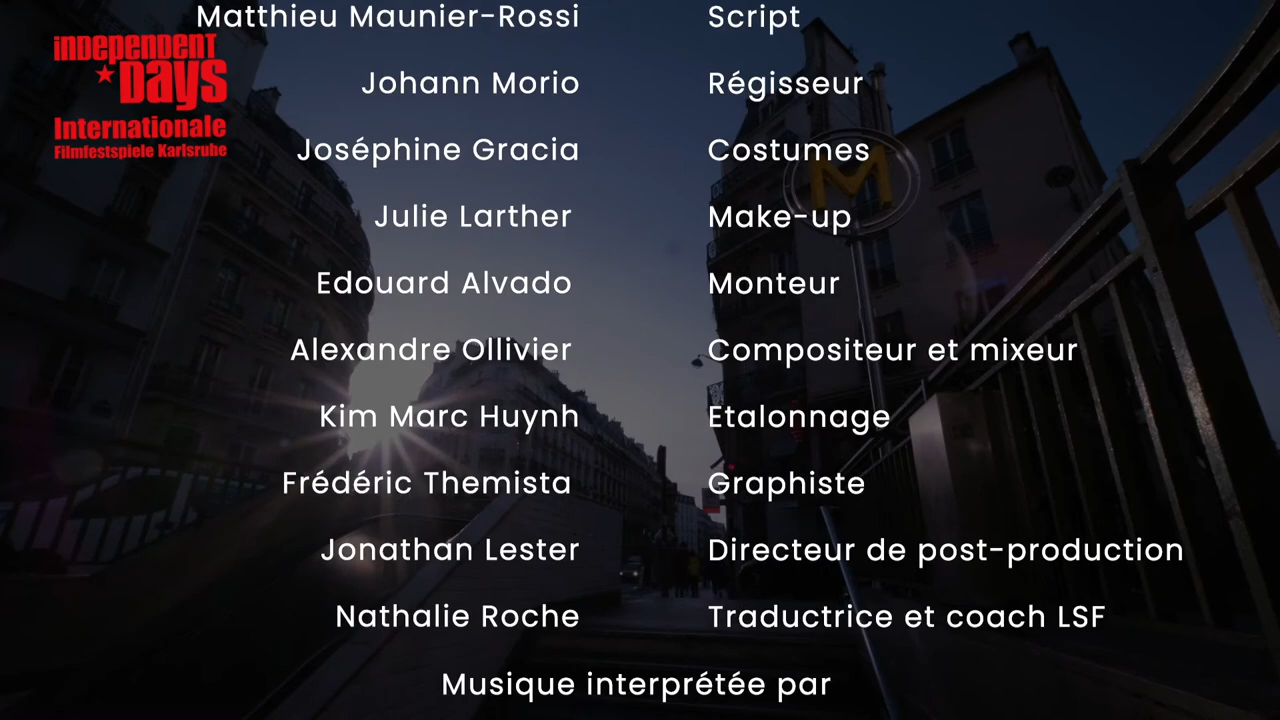 Matthieu Maunier-Rossi Script
independent
Days
Internationale
Filmfestspiele Karlsruhe
Johann Morio Régisseur
Joséphine Gracia Costumes
M
Julie Larther Make-up
Edouard Alvado Monteur
Alexandre Ollivier Compositeur et mixeur
Kim Marc Huynh Etalonnage
Frédéric Themista Graphiste
Jonathan Lester Directeur de post-production
Nathalie Roche Traductrice et coach LSF
Musique interprétée par